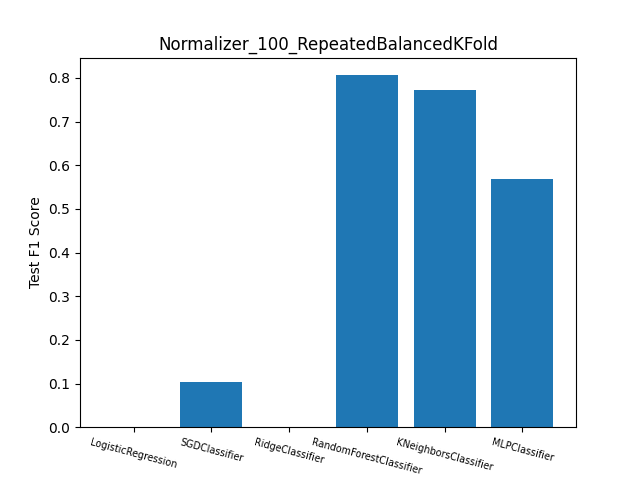 Normalizer_100_RepeatedBalancedKFold
Test F1 Score
0.8
0.7
0.6
0.5
0.4
0.3
0.2
0.1
0.0
LogisticRegression
SGDClassifier
RidgeClassifier
RandomForestClassifier
KNeighborsClassifier
MLPClassifier